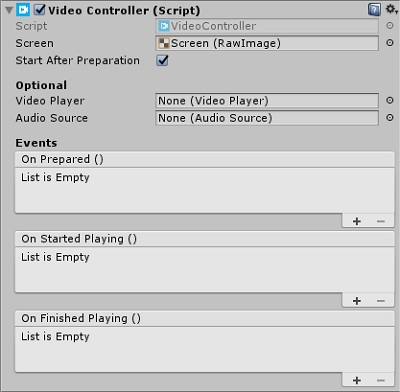 Video Controller (Script)
Script VideoController
Screen Screen (RawImage)
Start After Preparation
Optional
Video Player None (Video Player)
Audio Source None (Audio Source)
Events
On Prepared ()
List is Empty
+ −
On Started Playing ()
List is Empty
+ −
On Finished Playing ()
List is Empty
+ −